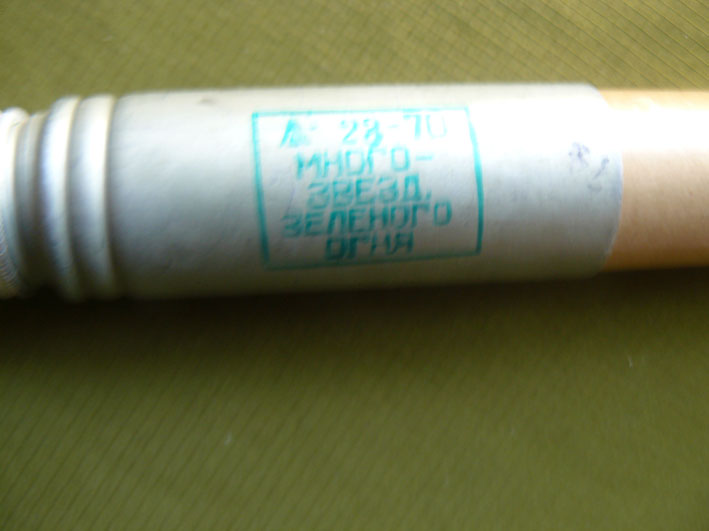 28-70
МНОГО-
ЗВЕЗД.
ЗЕЛЕНОГО
ОГНЯ